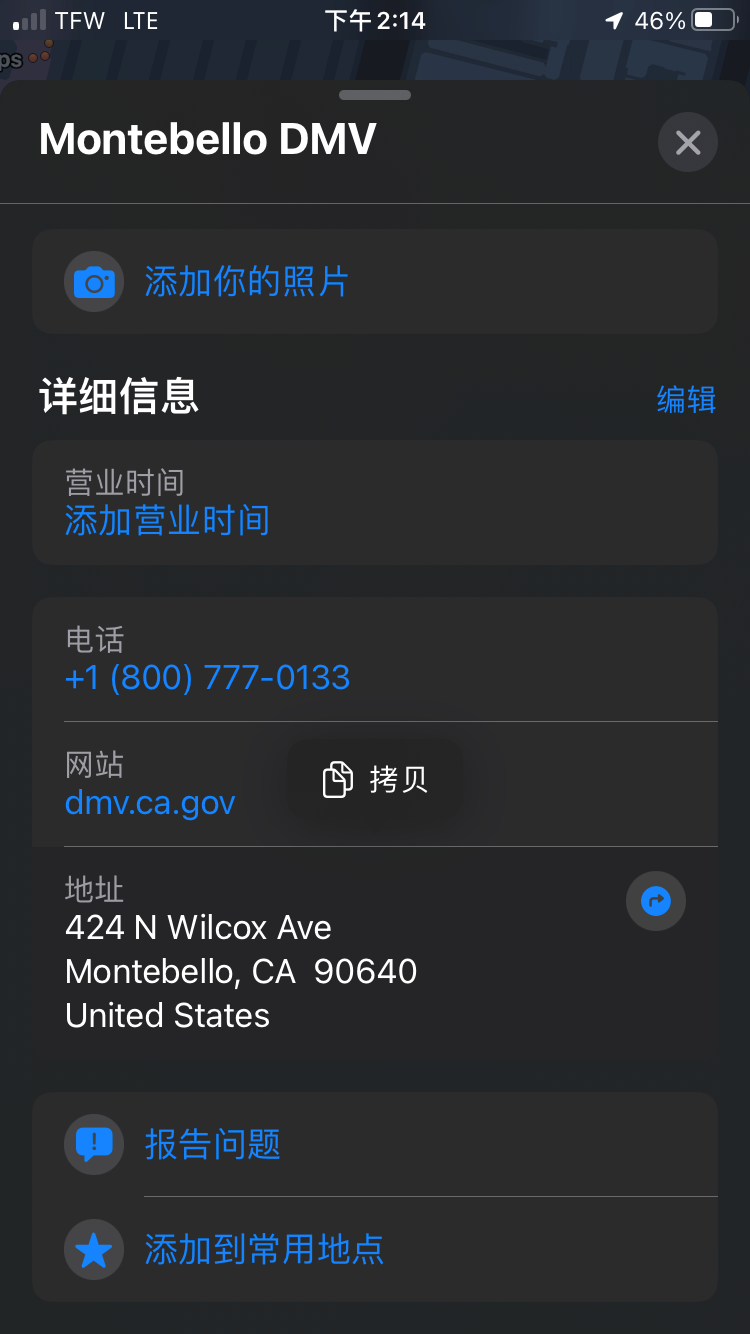 TFW LTE 下午2:14 46%
ps
Montebello DMV
添加你的照片
详细信息
编辑
营业时间
添加营业时间
电话
+1 (800) 777-0133
网站
拷贝
dmv.ca.gov
地址
424 N Wilcox Ave
Montebello, CA 90640
United States
报告问题
添加到常用地点